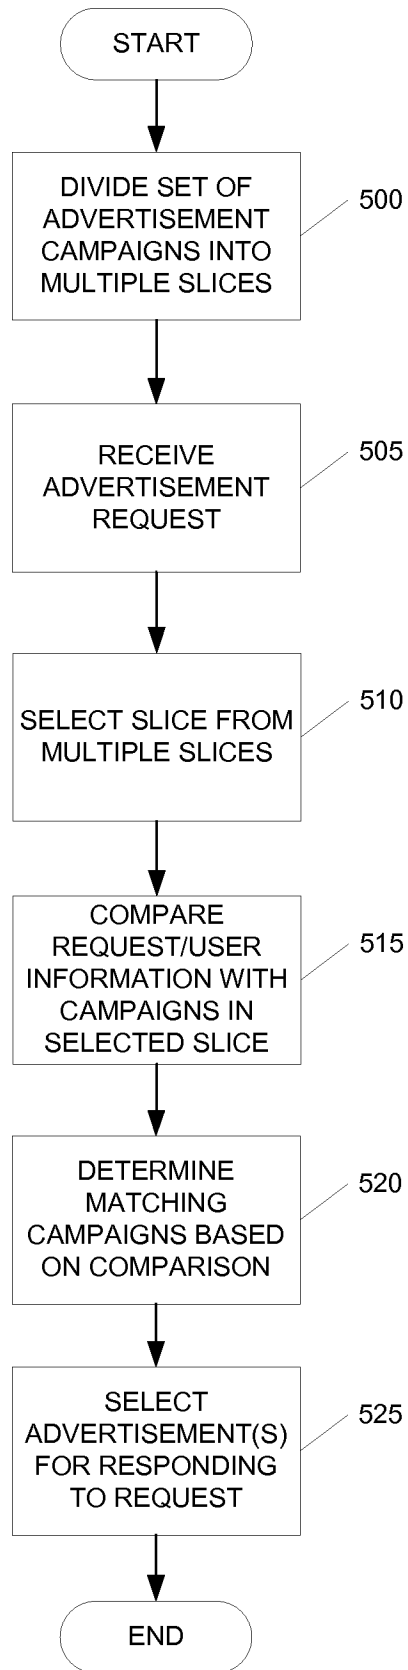 START
DIVIDE SET OF
ADVERTISEMENT
CAMPAIGNS INTO
MULTIPLE SLICES
500
RECEIVE
ADVERTISEMENT
REQUEST
505
SELECT SLICE FROM
MULTIPLE SLICES
510
COMPARE
REQUEST/USER
INFORMATION WITH
CAMPAIGNS IN
SELECTED SLICE
515
DETERMINE
MATCHING
CAMPAIGNS BASED
ON COMPARISON
520
SELECT
ADVERTISEMENT(S)
FOR RESPONDING
TO REQUEST
525
END